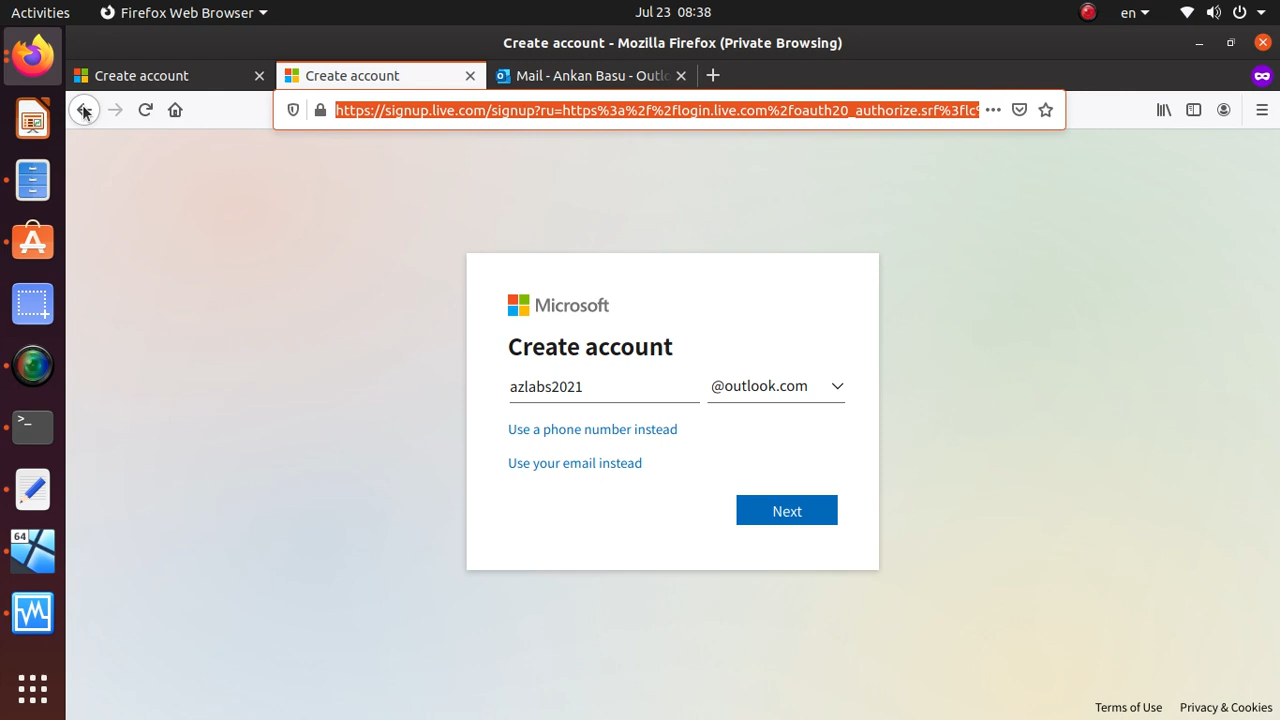 Activities
Firefox Web Browser
Jul 23 08:38
en
Create account - Mozilla Firefox (Private Browsing)
Create account
Create account
Mail - Ankan Basu - Outlo
https://signup.live.com/signup?ru=https%3a%2f%2flogin.live.com%2foauth20_authorize.srf%3flc%
Microsoft
Create account
azlabs2021
@outlook.com
Use a phone number instead
Use your email instead
Next
64
Terms of Use
Privacy & Cookies